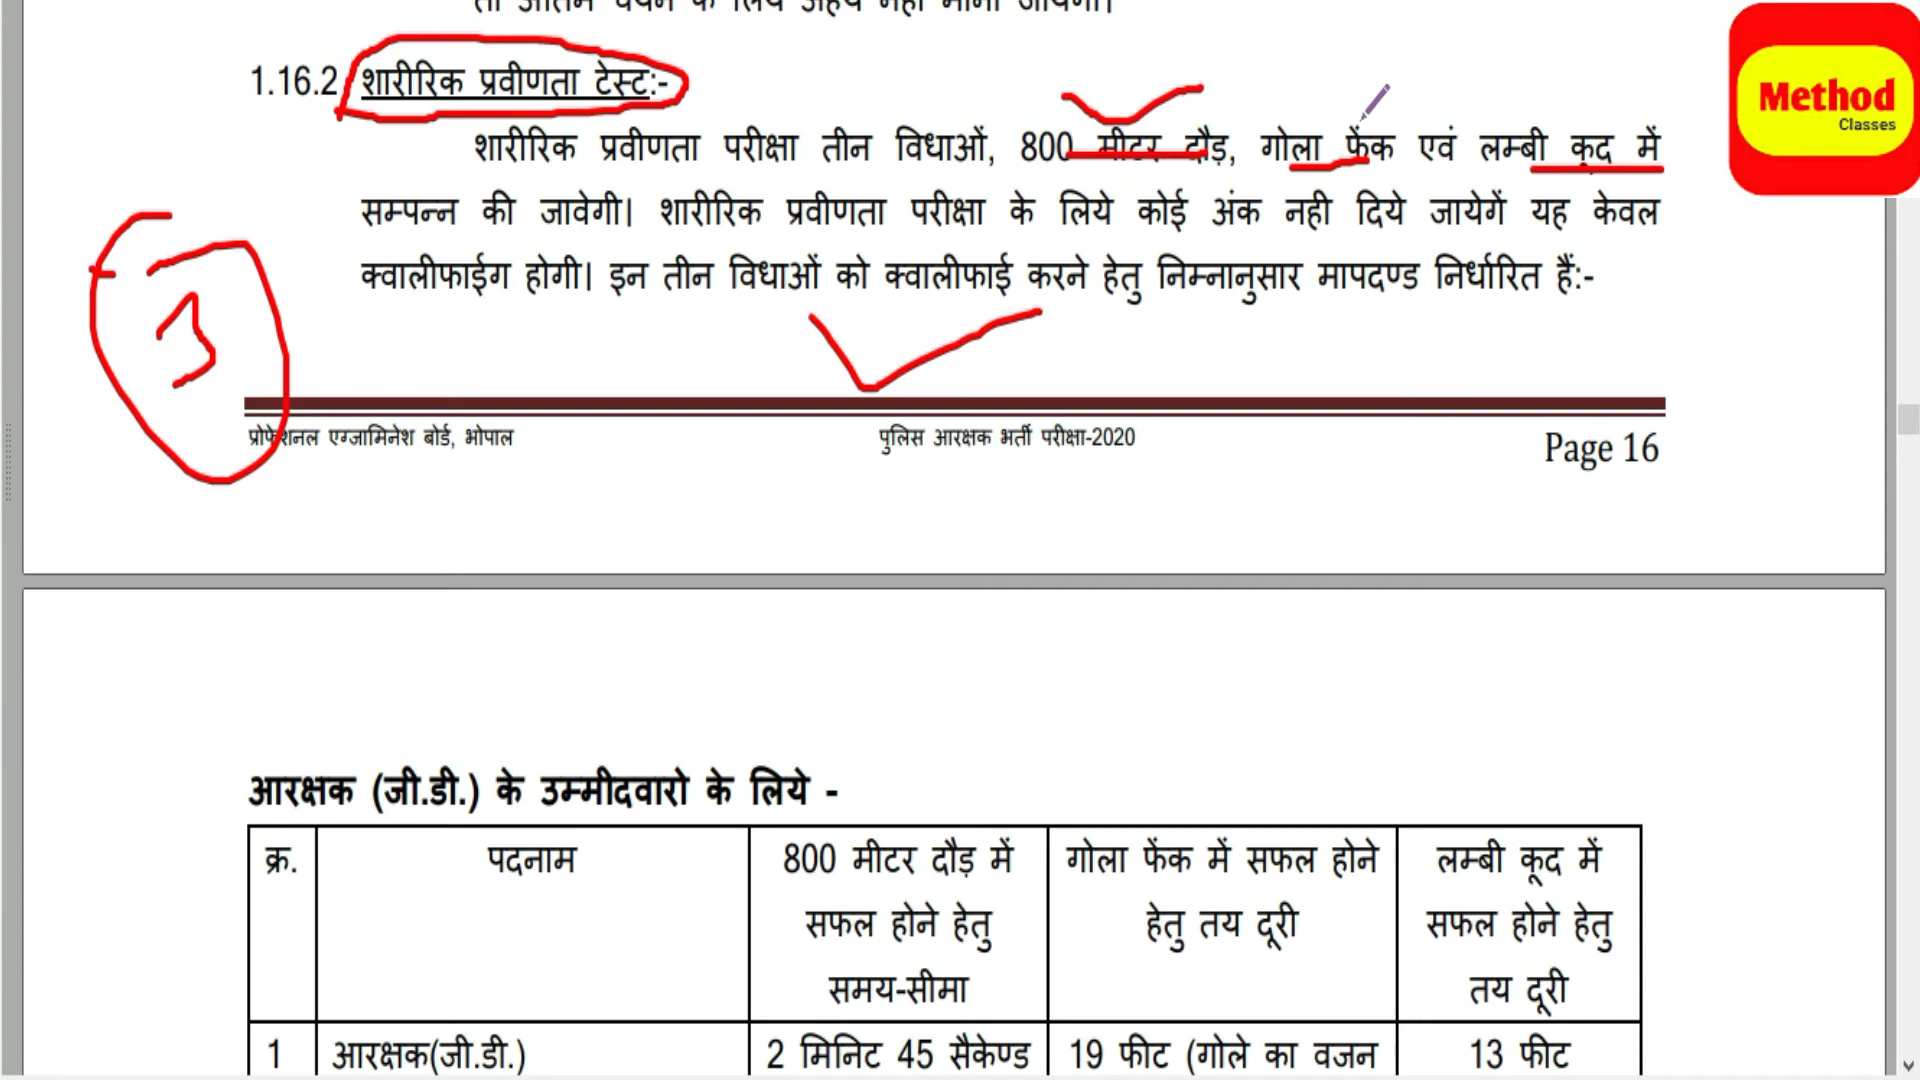 1.16.2 शारीरिक प्रवीणता टेस्ट:-
Method
Classes
शारीरिक प्रवीणता परीक्षा तीन विधाओं, 800 मीटर दौड़, गोला फेंक एवं लम्बी कूद में
सम्पन्न की जावेगी। शारीरिक प्रवीणता परीक्षा के लिये कोई अंक नही दिये जायेगें यह केवल
क्वालीफाईग होगी। इन तीन विधाओं को क्वालीफाई करने हेतु निम्नानुसार मापदण्ड निर्धारित हैं:-
3
प्रोफेशनल एग्जामिनेश बोर्ड, भोपाल पुलिस आरक्षक भर्ती परीक्षा-2020 Page 16
आरक्षक (जी.डी.) के उम्मीदवारो के लिये -
क्र. पदनाम 800 मीटर दौड़ में गोला फेंक में सफल होने लम्बी कूद में
सफल होने हेतु हेतु तय दूरी सफल होने हेतु
समय-सीमा तय दूरी
1 आरक्षक(जी.डी.) 2 मिनिट 45 सैकेण्ड 19 फीट (गोले का वजन 13 फीट